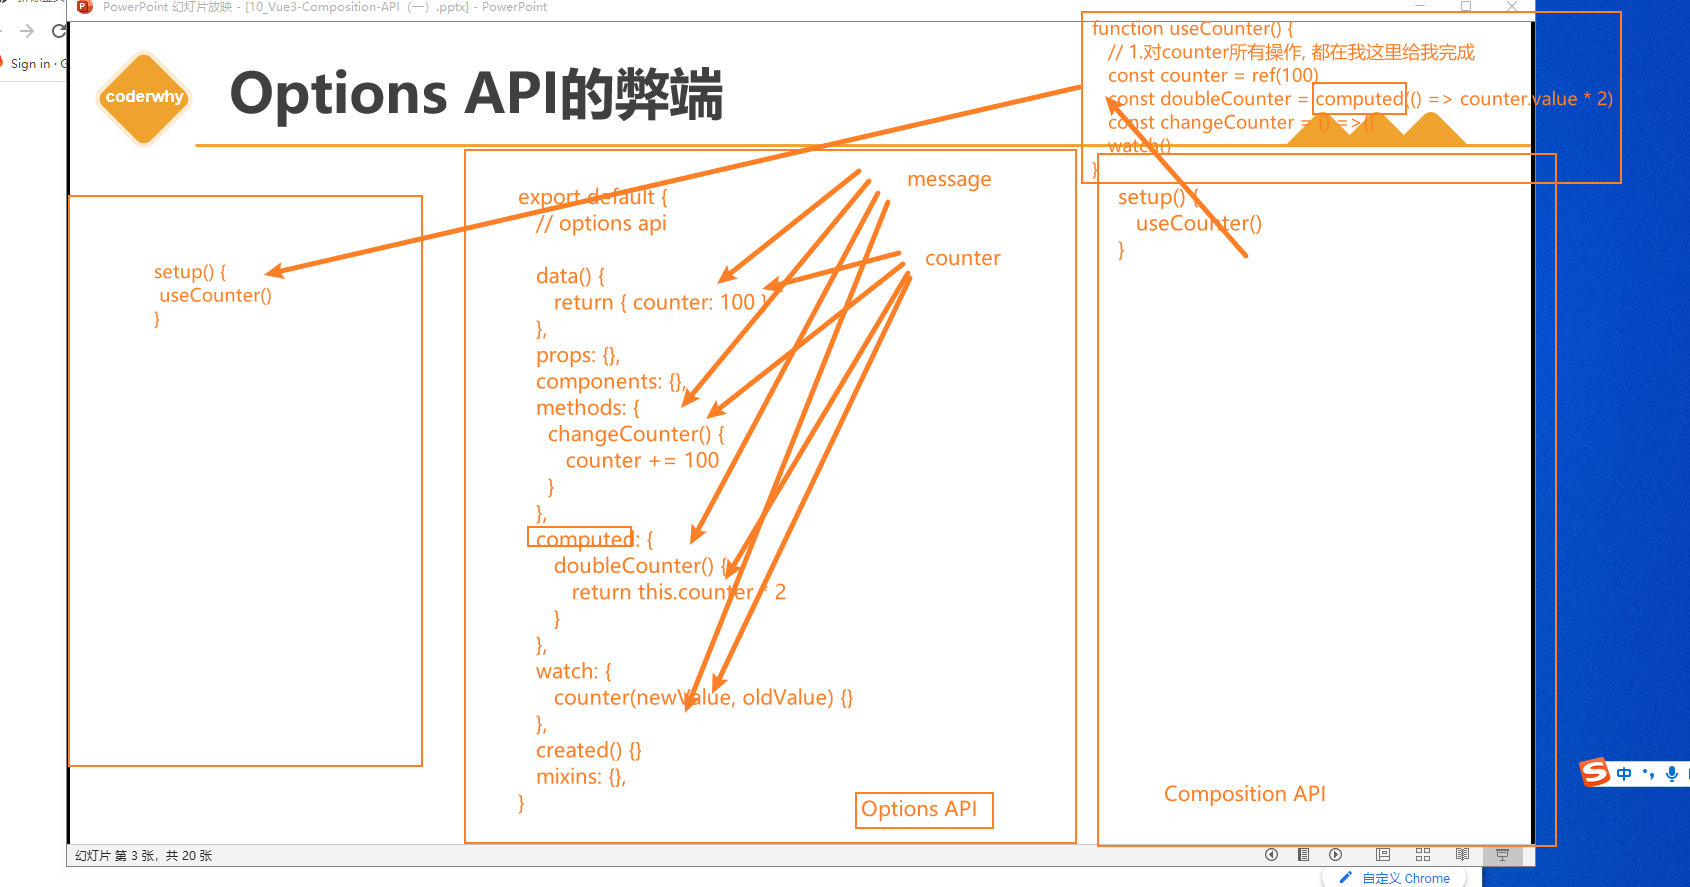 PowerPoint 幻灯片放映 - [10_Vue3-Composition-API（一）.pptx] - PowerPoint
Sign in · G
coderwhy
Options API的弊端
function useCounter() {
// 1.对counter所有操作, 都在我这里给我完成
const counter = ref(100)
const doubleCounter = computed(() => counter.value * 2)
const changeCounter = () =>{}
watch()
}
setup() {
useCounter()
}
export default {
// options api
data() {
return { counter: 100 }
},
props: {},
components: {},
methods: {
changeCounter() {
counter += 100
}
},
computed: {
doubleCounter() {
return this.counter * 2
}
},
watch: {
counter(newValue, oldValue) {}
},
created() {}
mixins: {},
}
message
counter
Options API
setup() {
useCounter()
}
Composition API
中
幻灯片 第 3 张，共 20 张
自定义 Chrome